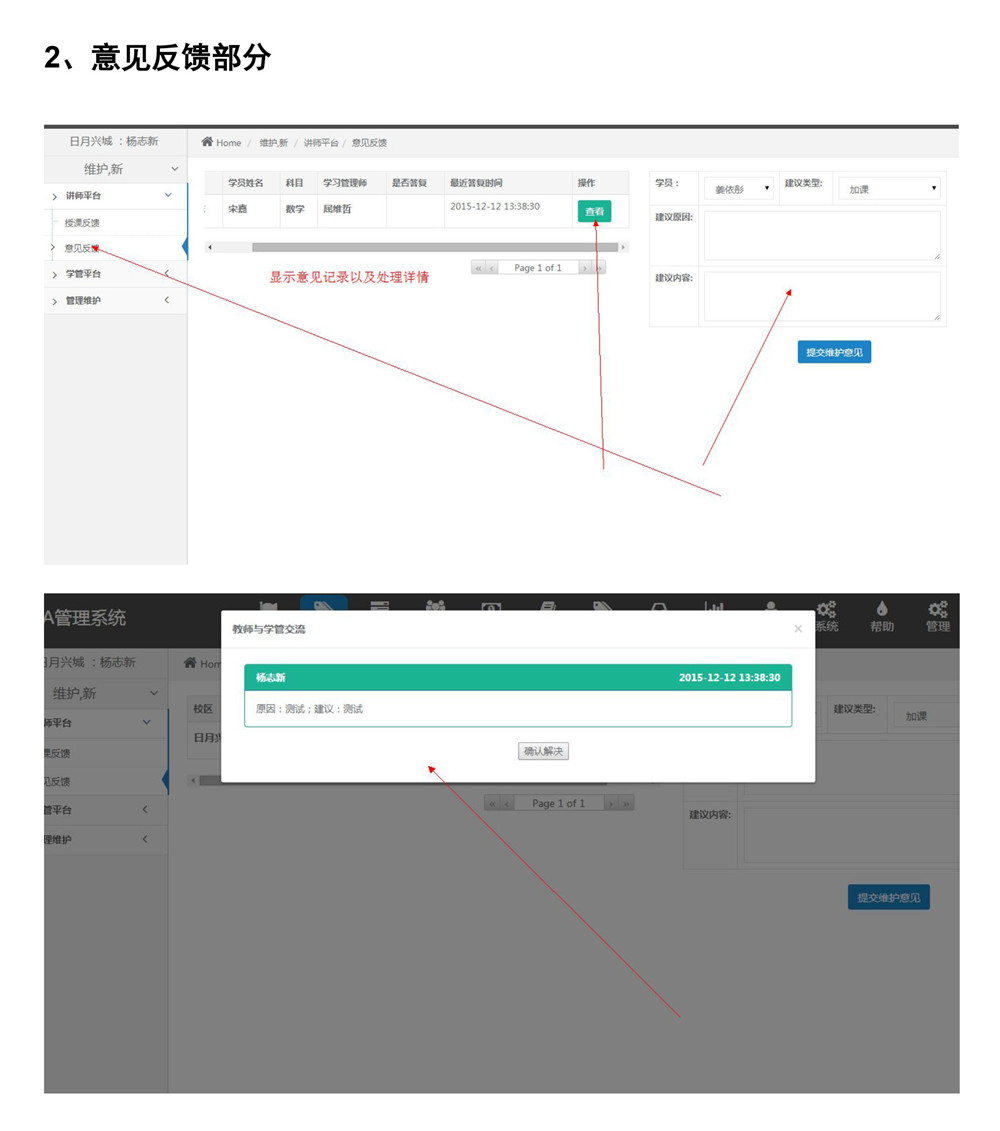 2、意见反馈部分
日月兴城 ：杨志新
Home / 维护,新 / 讲师平台 / 意见反馈
维护,新
讲师平台
授课反馈
意见反馈
学管平台
管理维护
学员姓名 科目 学习管理师 是否答复 最近答复时间 操作
宋嘉 数学 屈维哲 2015-12-12 13:38:30 查看
« ‹ Page 1 of 1 › »
显示意见记录以及处理详情
学员： 姜依彤 建议类型: 加课
建议原因:
建议内容:
提交维护意见
A管理系统
系统 帮助 管理
教师与学管交流 ×
杨志新 2015-12-12 13:38:30
原因：测试；建议：测试
确认解决
日月兴城 ：杨志新
Hom
维护,新
师平台
课反馈
见反馈
管平台
理维护
校区
日月兴
« ‹ Page 1 of 1 › »
建议类型: 加课
建议内容:
提交维护意见